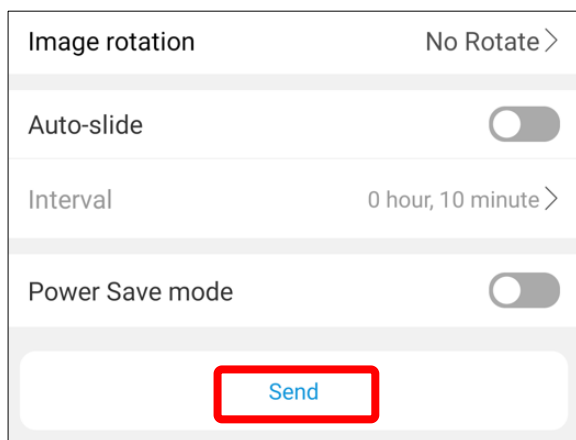 Image rotation No Rotate
Auto-slide
Interval 0 hour, 10 minute
Power Save mode
Send